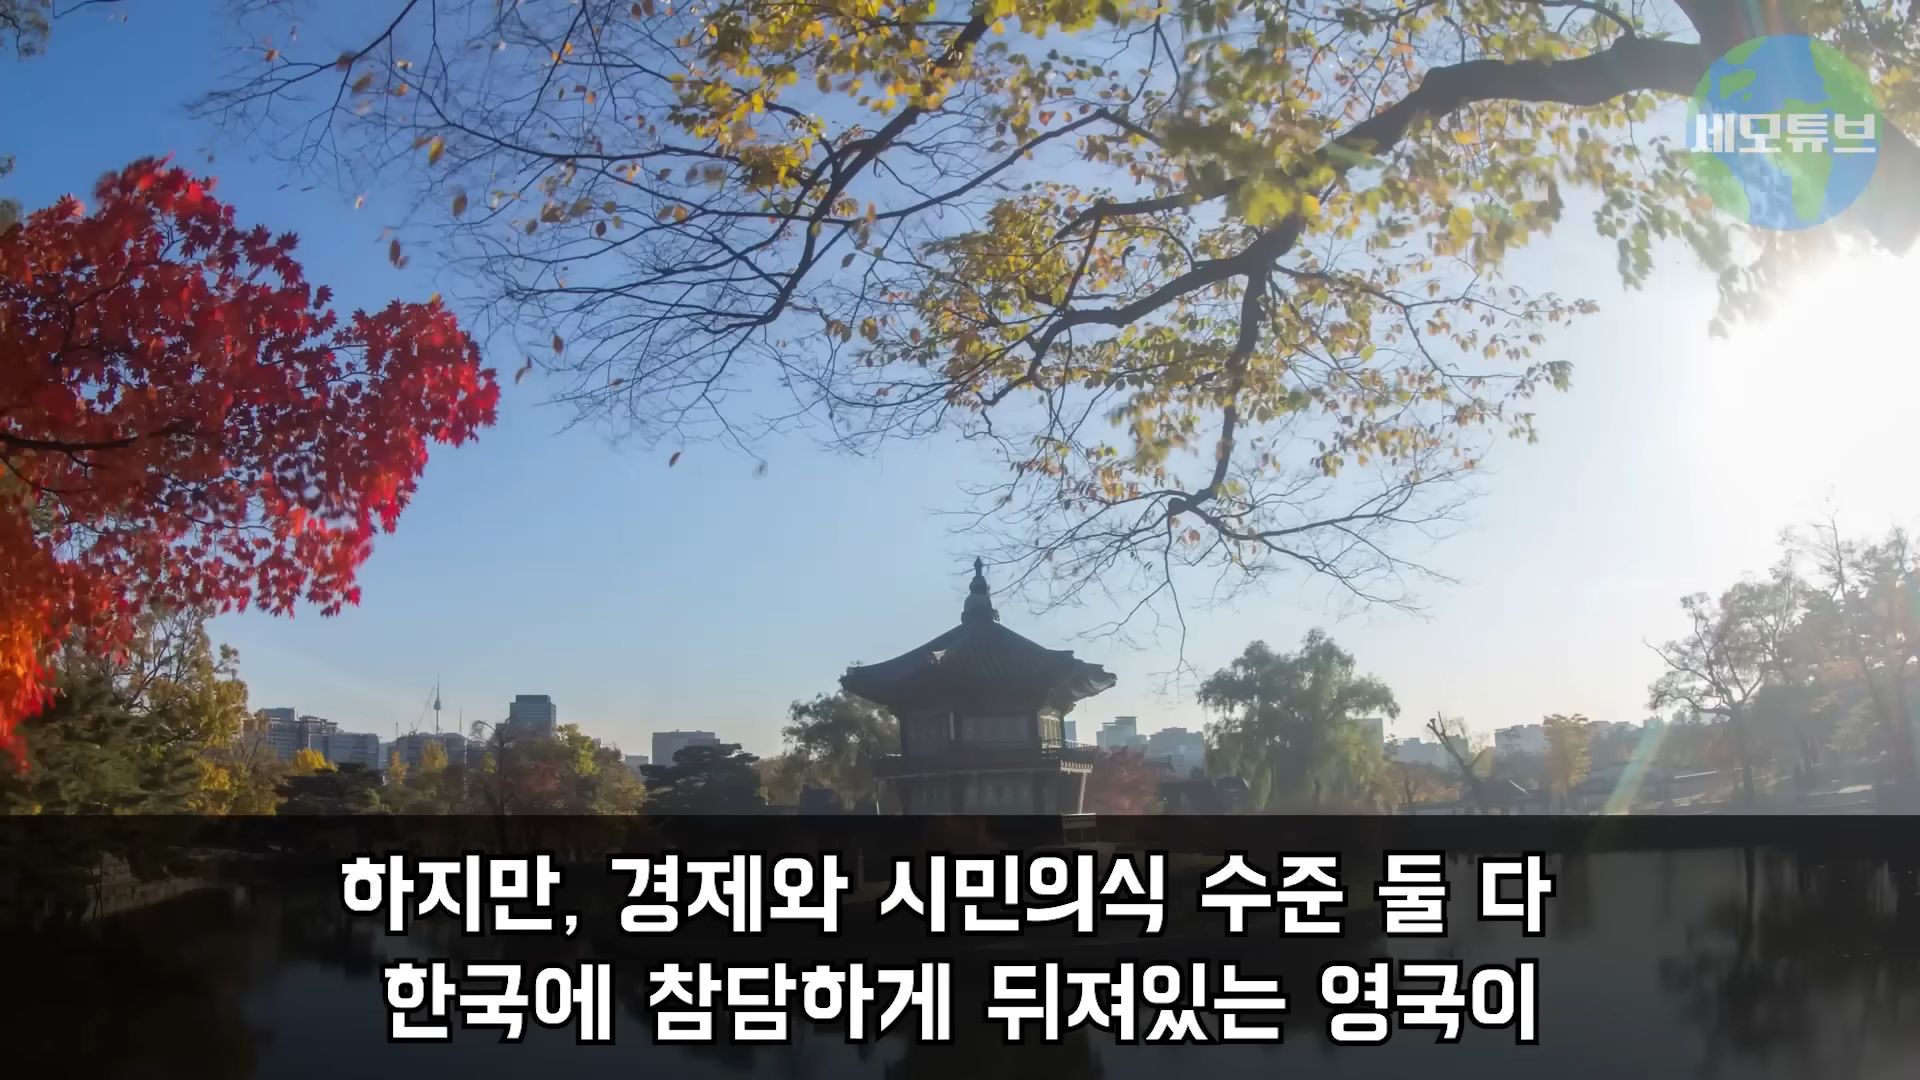 세모튜브
하지만, 경제와 시민의식 수준 둘 다
한국에 참담하게 뒤져있는 영국이